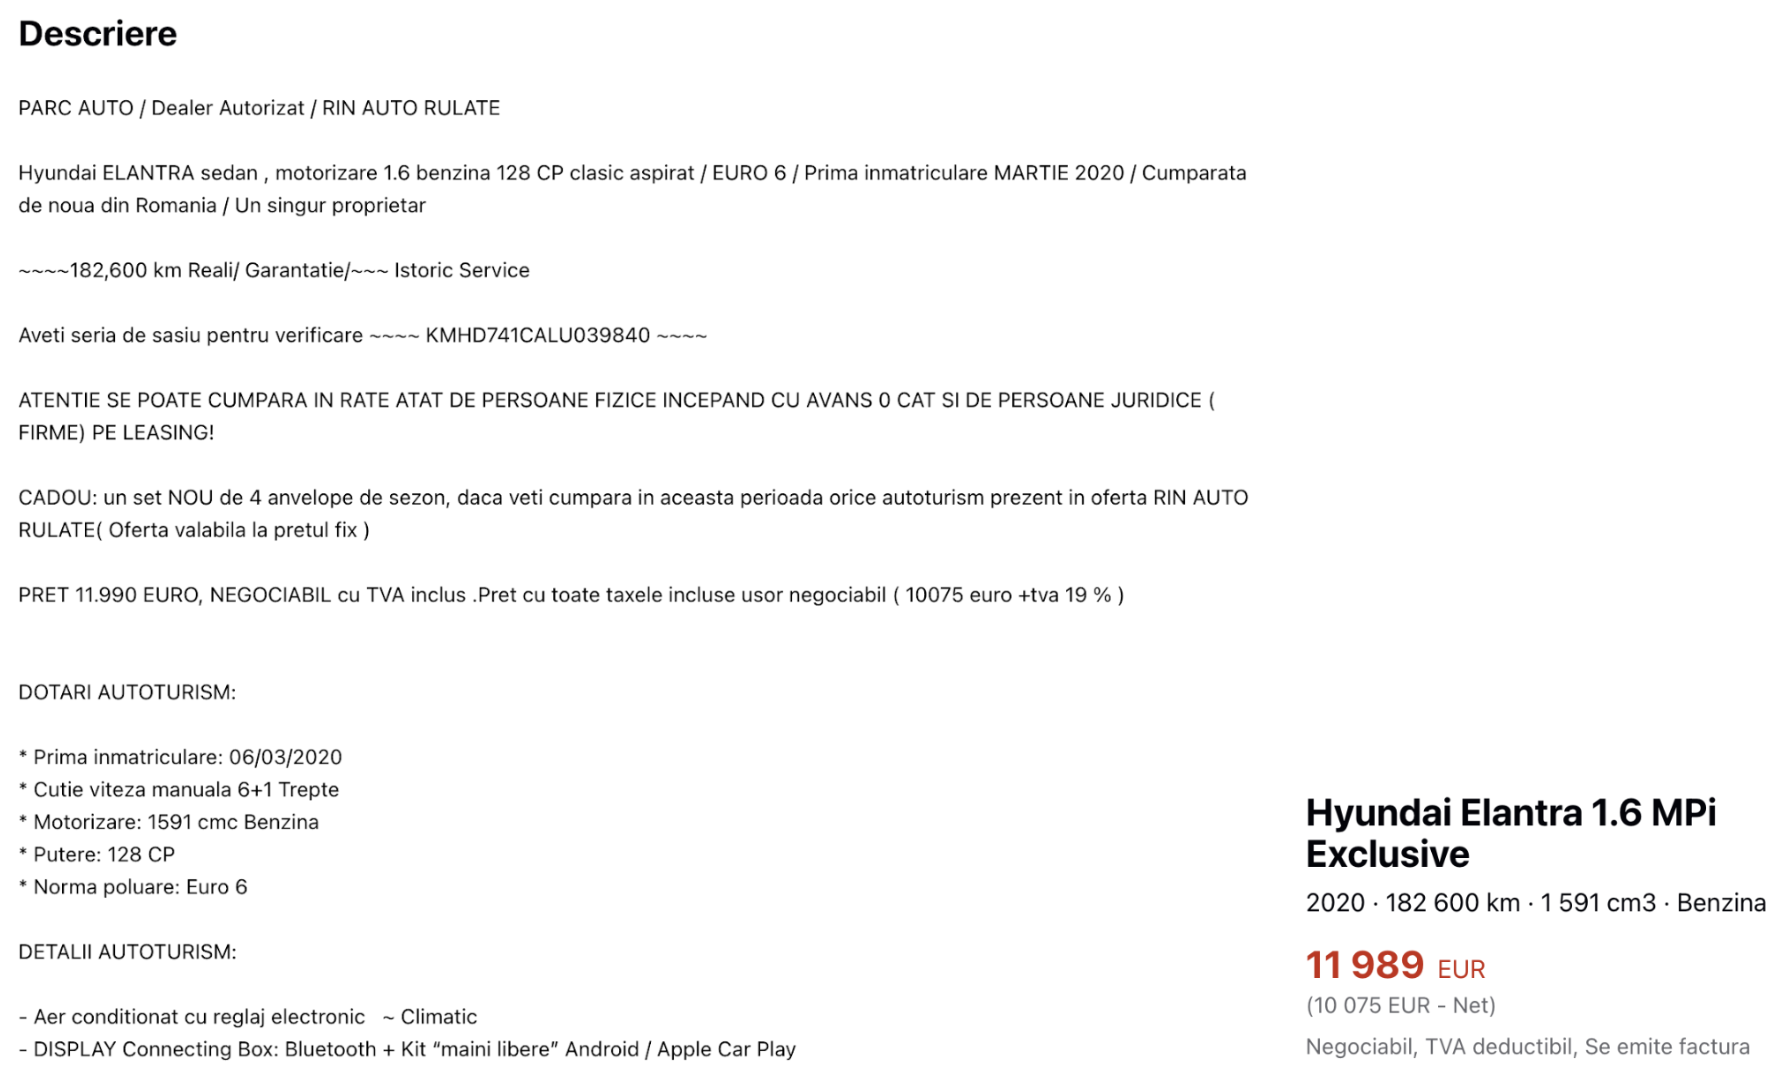 Descriere
PARC AUTO / Dealer Autorizat / RIN AUTO RULATE
Hyundai ELANTRA sedan , motorizare 1.6 benzina 128 CP clasic aspirat / EURO 6 / Prima inmatriculare MARTIE 2020 / Cumparata
de noua din Romania / Un singur proprietar
~~~~182,600 km Reali/ Garantatie/~~~ Istoric Service
Aveti seria de sasiu pentru verificare ~~~~ KMHD741CALU039840 ~~~~
ATENTIE SE POATE CUMPARA IN RATE ATAT DE PERSOANE FIZICE INCEPAND CU AVANS 0 CAT SI DE PERSOANE JURIDICE (
FIRME) PE LEASING!
CADOU: un set NOU de 4 anvelope de sezon, daca veti cumpara in aceasta perioada orice autoturism prezent in oferta RIN AUTO
RULATE( Oferta valabila la pretul fix )
PRET 11.990 EURO, NEGOCIABIL cu TVA inclus .Pret cu toate taxele incluse usor negociabil ( 10075 euro +tva 19 % )
DOTARI AUTOTURISM:
* Prima inmatriculare: 06/03/2020
* Cutie viteza manuala 6+1 Trepte
* Motorizare: 1591 cmc Benzina
* Putere: 128 CP
* Norma poluare: Euro 6
DETALII AUTOTURISM:
- Aer conditionat cu reglaj electronic   ~ Climatic
- DISPLAY Connecting Box: Bluetooth + Kit “maini libere” Android / Apple Car Play
Hyundai Elantra 1.6 MPi
Exclusive
2020 · 182 600 km · 1 591 cm3 · Benzina
11 989 EUR
(10 075 EUR - Net)
Negociabil, TVA deductibil, Se emite factura